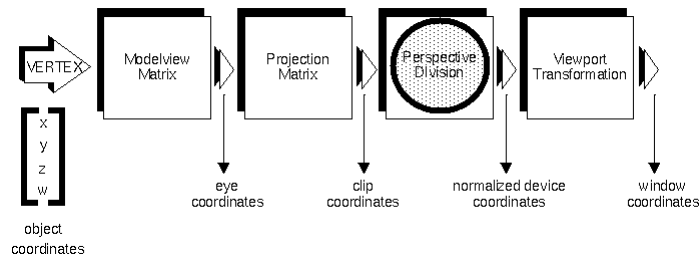 VERTEX
Modelview
Matrix
Projection
Matrix
Perspective
Division
Viewport
Transformation
x
y
z
w
object
coordinates
eye
coordinates
clip
coordinates
normalized device
coordinates
window
coordinates